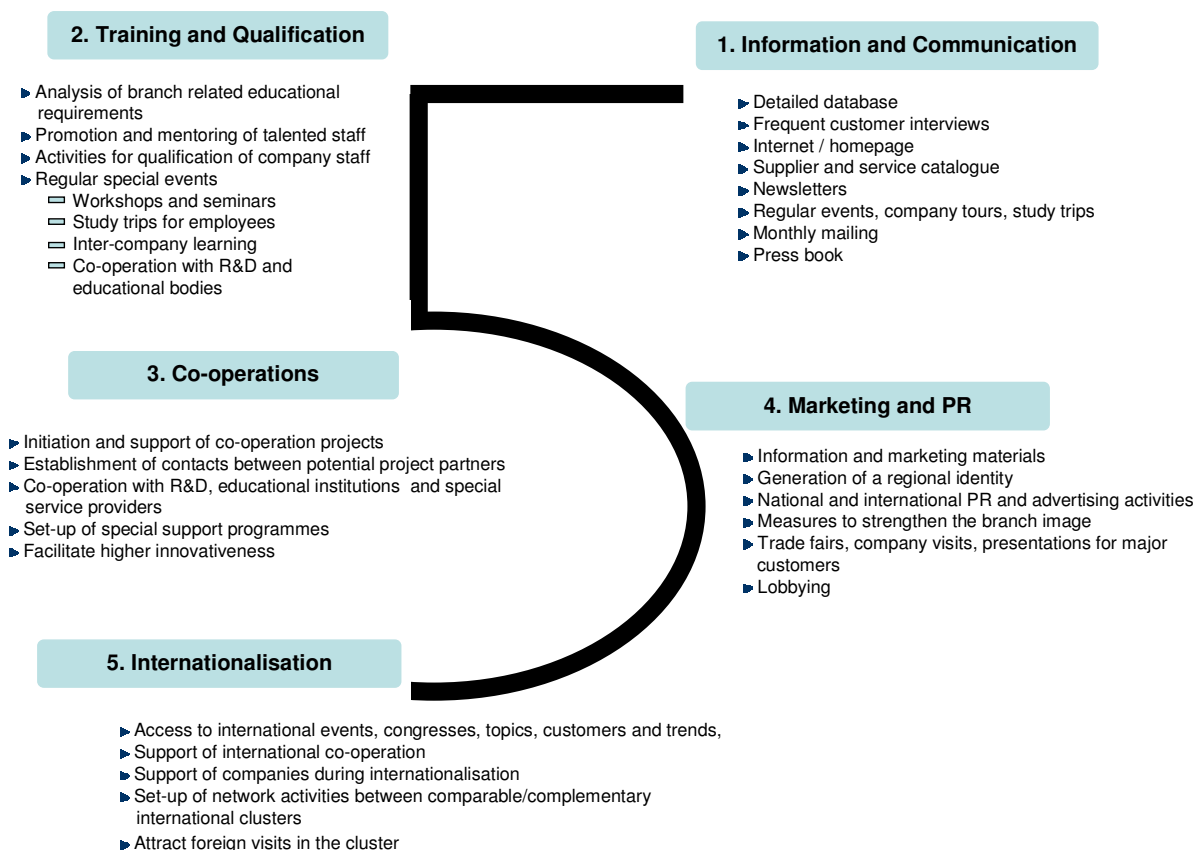 2. Training and Qualification
Analysis of branch related educational
requirements
Promotion and mentoring of talented staff
Activities for qualification of company staff
Regular special events
Workshops and seminars
Study trips for employees
Inter-company learning
Co-operation with R&D and
educational bodies
1. Information and Communication
Detailed database
Frequent customer interviews
Internet / homepage
Supplier and service catalogue
Newsletters
Regular events, company tours, study trips
Monthly mailing
Press book
3. Co-operations
Initiation and support of co-operation projects
Establishment of contacts between potential project partners
Co-operation with R&D, educational institutions and special
service providers
Set-up of special support programmes
Facilitate higher innovativeness
4. Marketing and PR
Information and marketing materials
Generation of a regional identity
National and international PR and advertising activities
Measures to strengthen the branch image
Trade fairs, company visits, presentations for major
customers
Lobbying
5. Internationalisation
Access to international events, congresses, topics, customers and trends,
Support of international co-operation
Support of companies during internationalisation
Set-up of network activities between comparable/complementary
international clusters
Attract foreign visits in the cluster